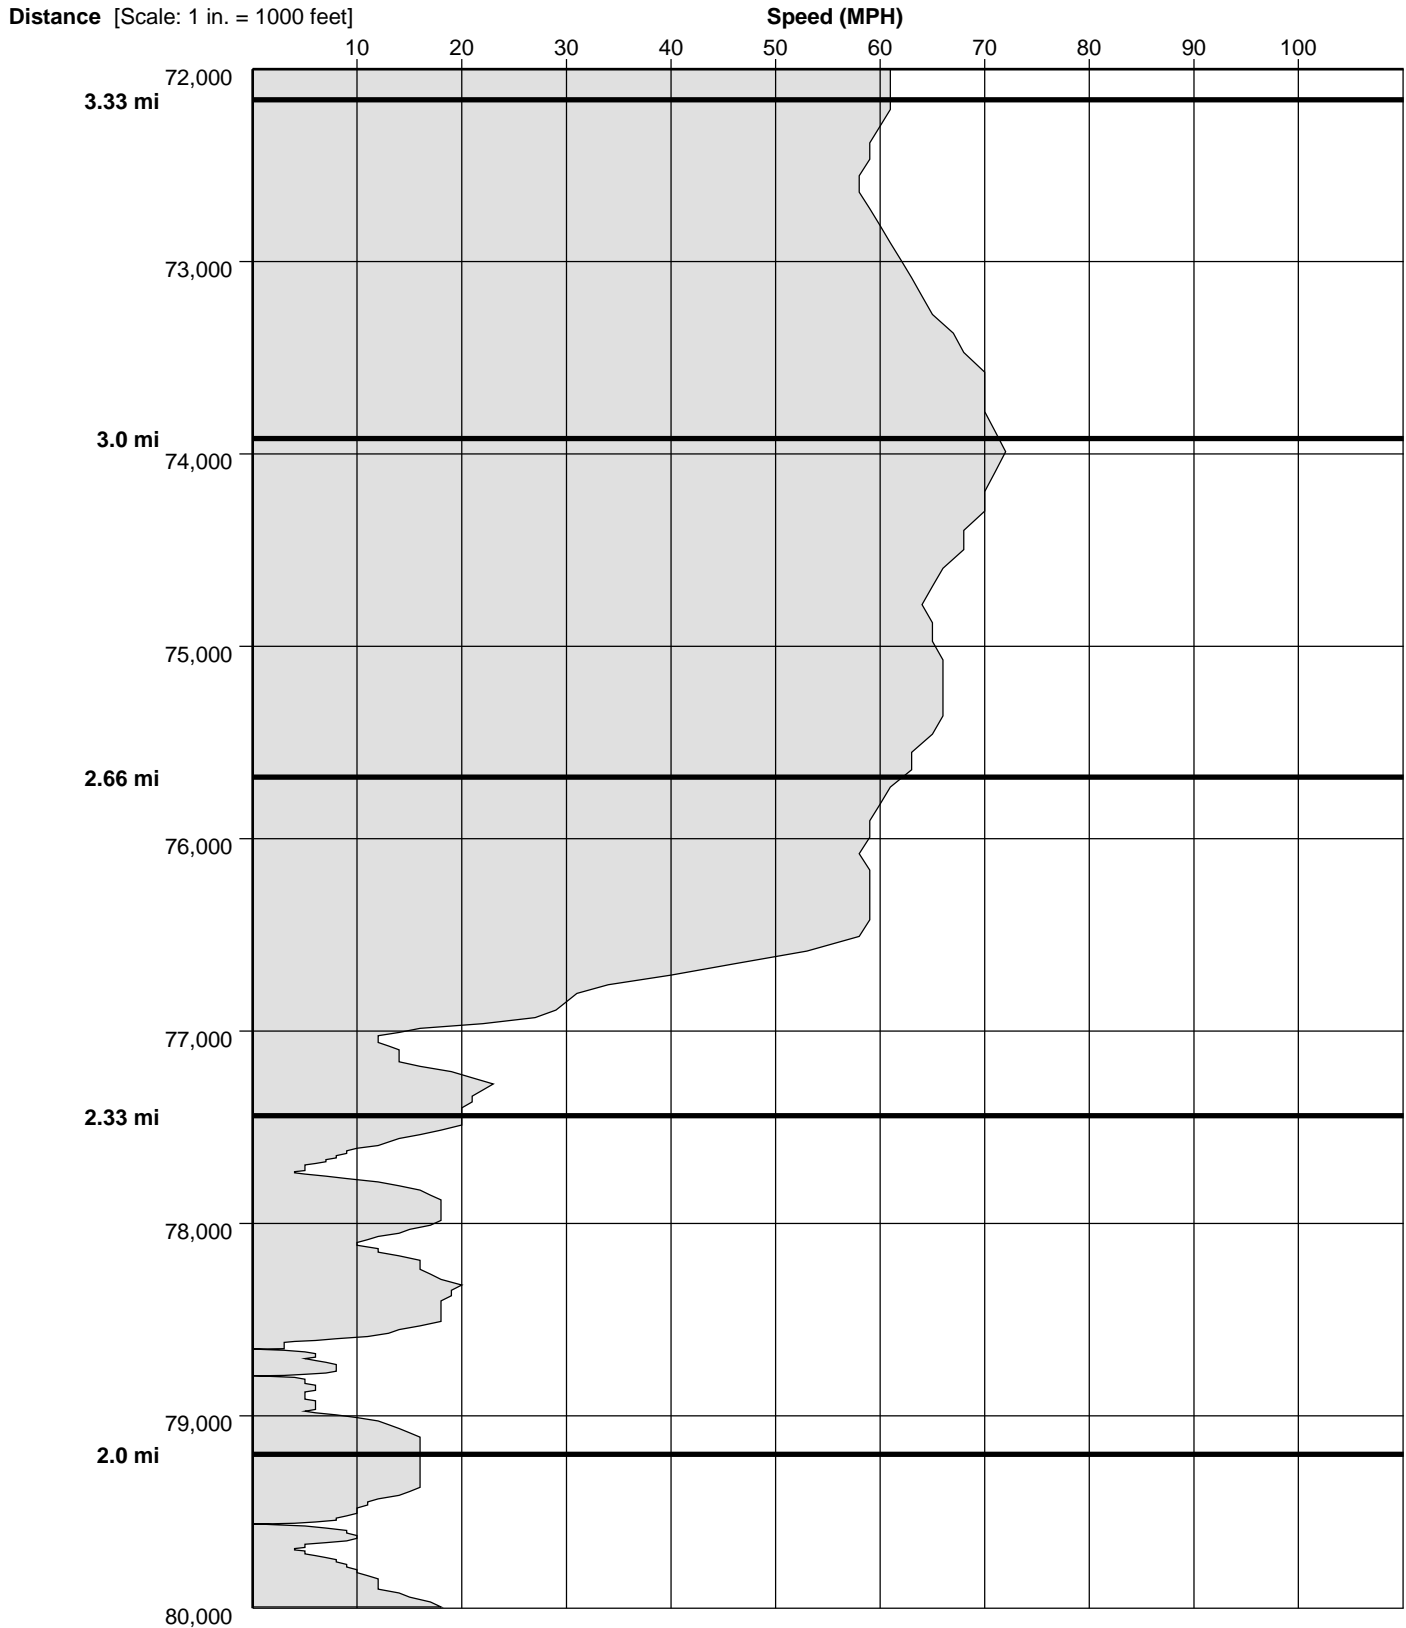 Distance [Scale: 1 in. = 1000 feet] Speed (MPH)
10 20 30 40 50 60 70 80 90 100
72,000
3.33 mi
73,000
3.0 mi
74,000
75,000
2.66 mi
76,000
77,000
2.33 mi
78,000
79,000
2.0 mi
80,000